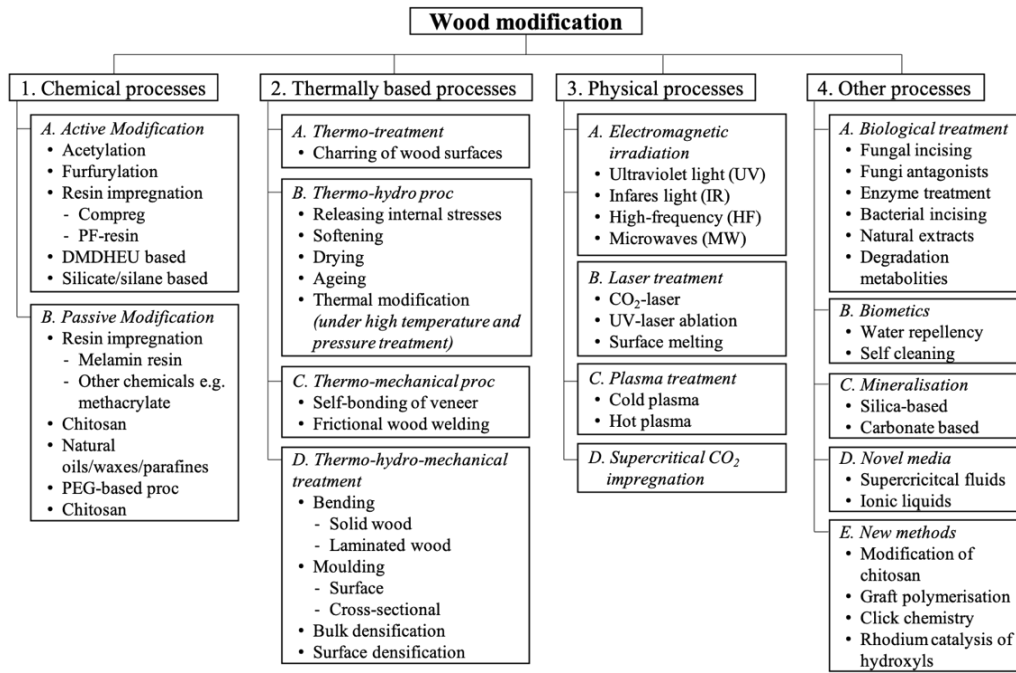 Wood modification
1. Chemical processes
A. Active Modification
• Acetylation
• Furfurylation
• Resin impregnation
- Compreg
- PF-resin
• DMDHEU based
• Silicate/silane based
B. Passive Modification
• Resin impregnation
- Melamin resin
- Other chemicals e.g.
methacrylate
• Chitosan
• Natural
oils/waxes/parafines
• PEG-based proc
• Chitosan
2. Thermally based processes
A. Thermo-treatment
• Charring of wood surfaces
B. Thermo-hydro proc
• Releasing internal stresses
• Softening
• Drying
• Ageing
• Thermal modification
(under high temperature and
pressure treatment)
C. Thermo-mechanical proc
• Self-bonding of veneer
• Frictional wood welding
D. Thermo-hydro-mechanical
treatment
• Bending
- Solid wood
- Laminated wood
• Moulding
- Surface
- Cross-sectional
• Bulk densification
• Surface densification
3. Physical processes
A. Electromagnetic
irradiation
• Ultraviolet light (UV)
• Infares light (IR)
• High-frequency (HF)
• Microwaves (MW)
B. Laser treatment
• CO₂-laser
• UV-laser ablation
• Surface melting
C. Plasma treatment
• Cold plasma
• Hot plasma
D. Supercritical CO₂
impregnation
4. Other processes
A. Biological treatment
• Fungal incising
• Fungi antagonists
• Enzyme treatment
• Bacterial incising
• Natural extracts
• Degradation
metabolities
B. Biometics
• Water repellency
• Self cleaning
C. Mineralisation
• Silica-based
• Carbonate based
D. Novel media
• Supercricitcal fluids
• Ionic liquids
E. New methods
• Modification of
chitosan
• Graft polymerisation
• Click chemistry
• Rhodium catalysis of
hydroxyls